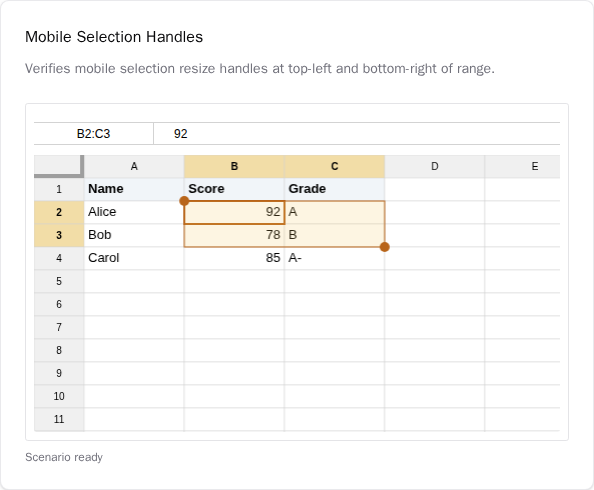 Mobile Selection Handles
Verifies mobile selection resize handles at top-left and bottom-right of range.
B2:C3 92
A B C D E
1 Name Score Grade
2 Alice 92 A
3 Bob 78 B
4 Carol 85 A-
5
6
7
8
9
10
11
Scenario ready